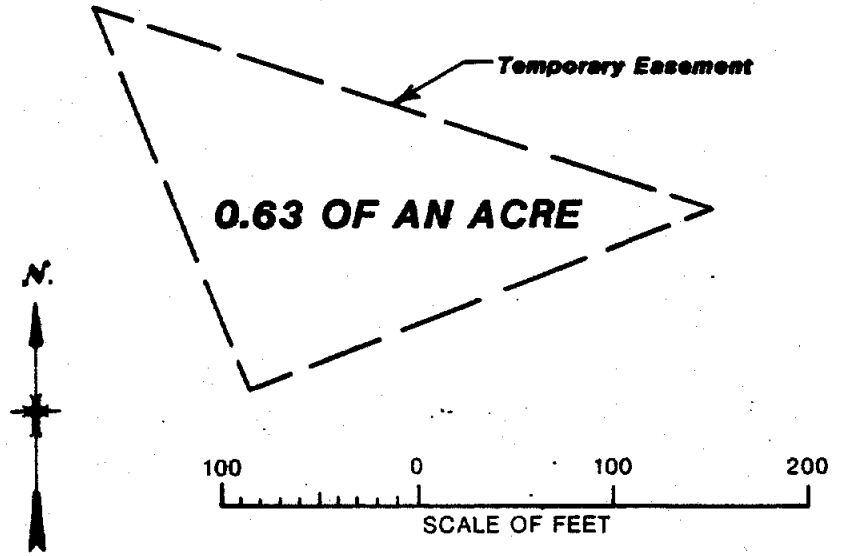 Temporary Easement
0.63 OF AN ACRE
N.
100 0 100 200
SCALE OF FEET